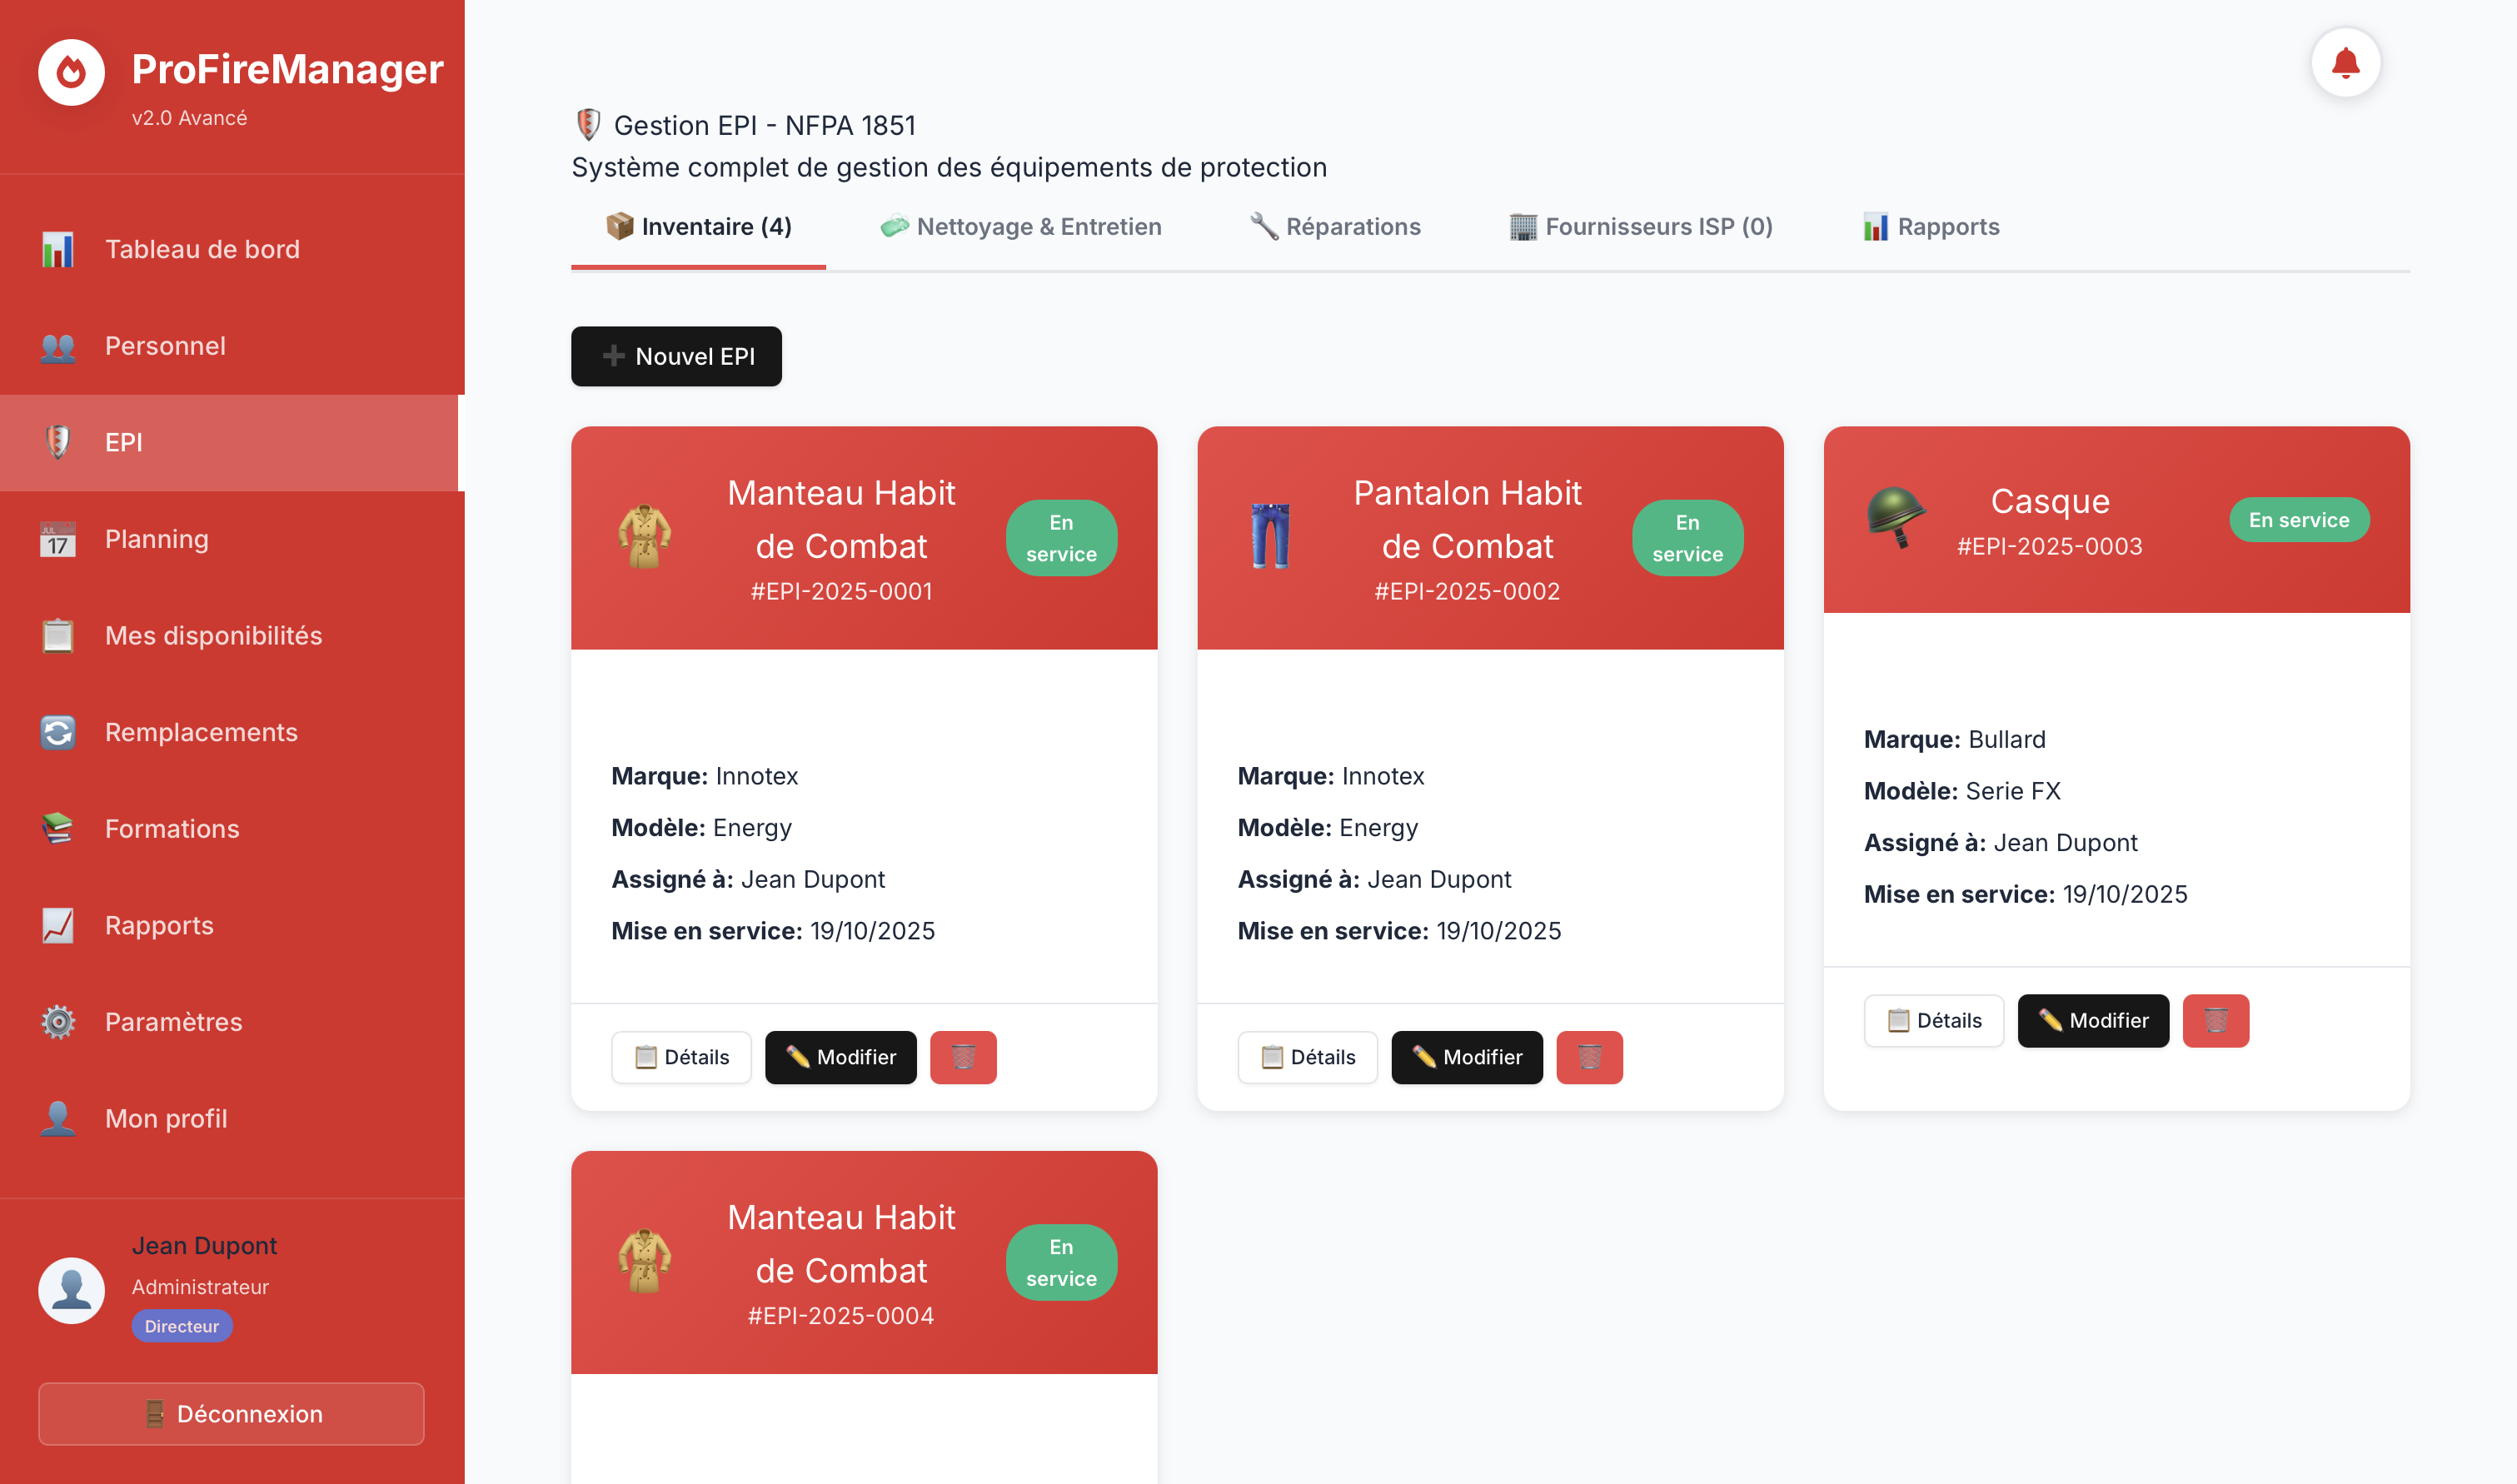 ProFireManager
v2.0 Avancé
Tableau de bord
Personnel
EPI
JUL
17
Planning
Mes disponibilités
Remplacements
Formations
Rapports
Paramètres
Mon profil
Jean Dupont
Administrateur
Directeur
Déconnexion
Gestion EPI - NFPA 1851
Système complet de gestion des équipements de protection
Inventaire (4)
Nettoyage & Entretien
Réparations
Fournisseurs ISP (0)
Rapports
Nouvel EPI
Manteau Habit
de Combat
#EPI-2025-0001
En
service
Marque: Innotex
Modèle: Energy
Assigné à: Jean Dupont
Mise en service: 19/10/2025
Détails
Modifier
Pantalon Habit
de Combat
#EPI-2025-0002
En
service
Marque: Innotex
Modèle: Energy
Assigné à: Jean Dupont
Mise en service: 19/10/2025
Détails
Modifier
Casque
#EPI-2025-0003
En service
Marque: Bullard
Modèle: Serie FX
Assigné à: Jean Dupont
Mise en service: 19/10/2025
Détails
Modifier
Manteau Habit
de Combat
#EPI-2025-0004
En
service